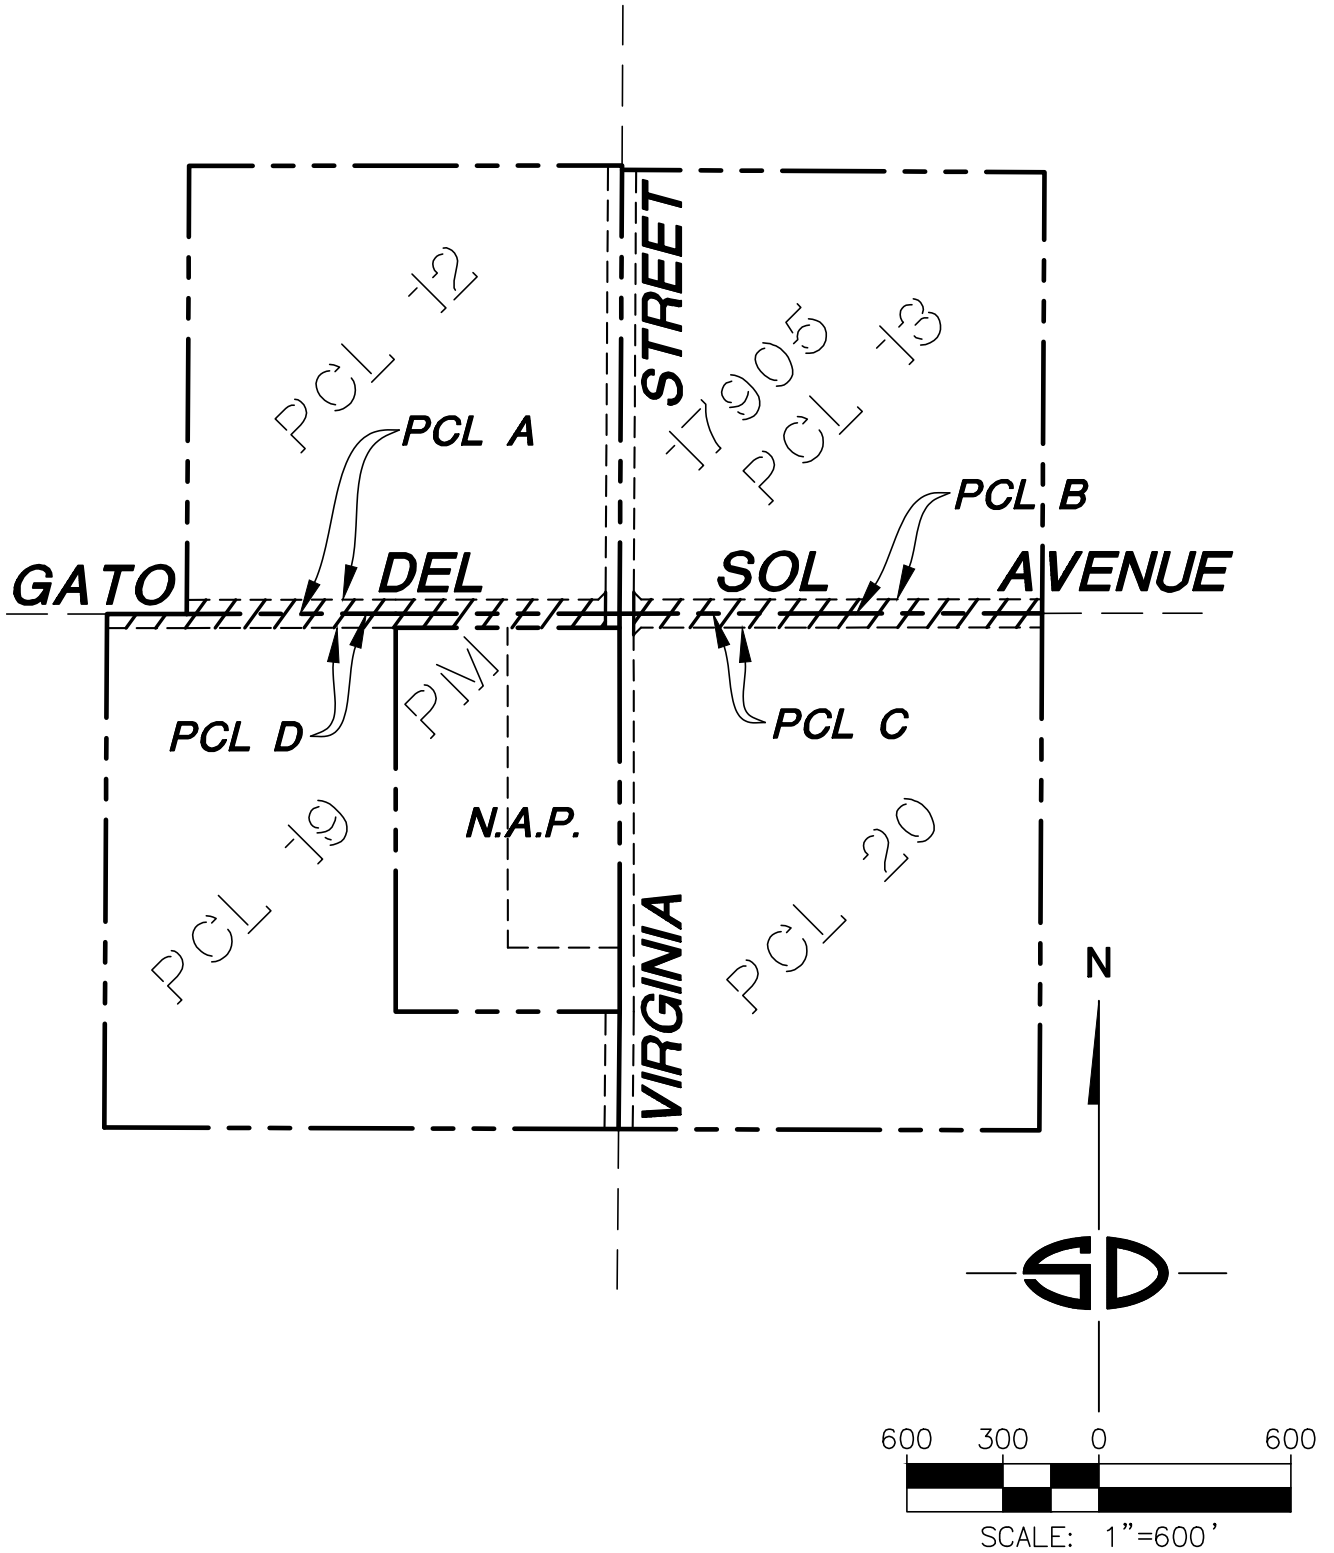 STREET
PCL 12
17905
PCL 13
PCL A
PCL B
GATO DEL SOL AVENUE
PM
PCL D
PCL C
N.A.P.
PCL 19
PCL 20
VIRGINIA
N
SD
600 300 0 600
SCALE: 1"=600'